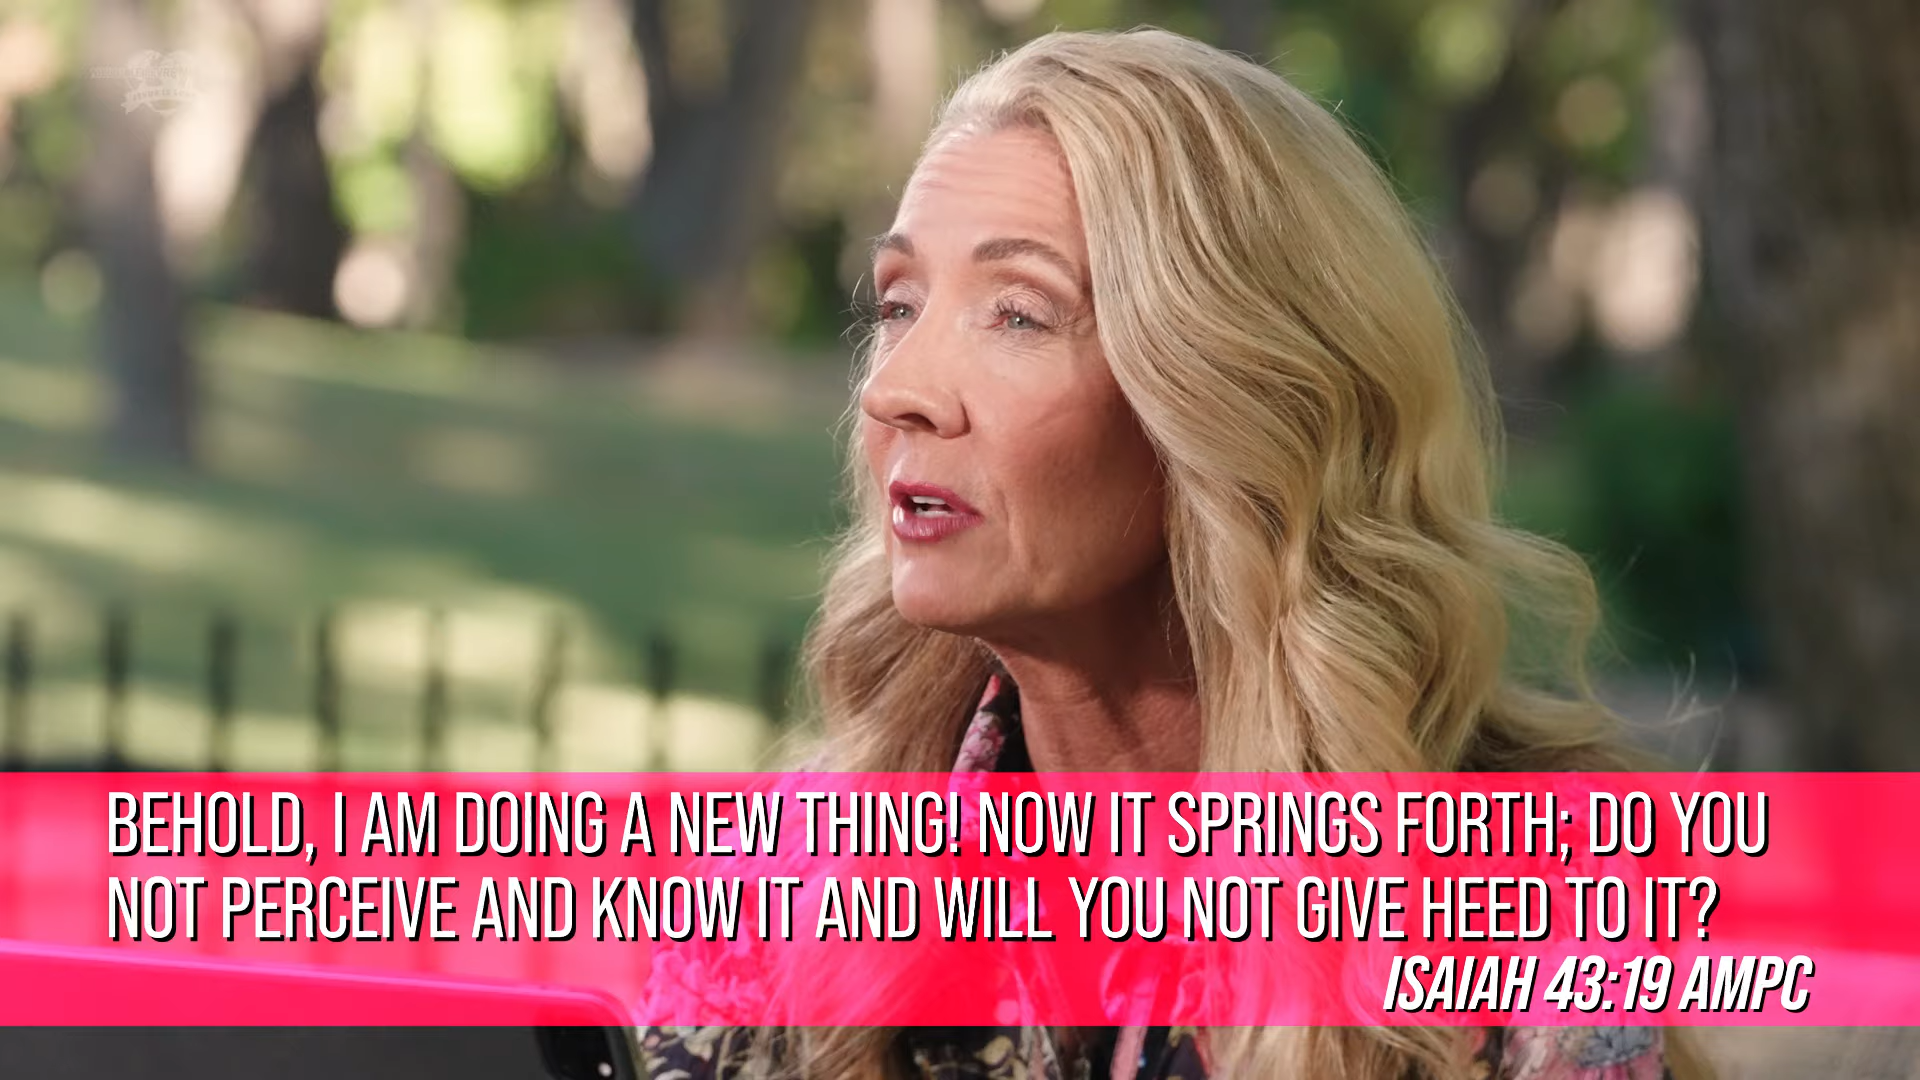 BEHOLD, I AM DOING A NEW THING! NOW IT SPRINGS FORTH; DO YOU
NOT PERCEIVE AND KNOW IT AND WILL YOU NOT GIVE HEED TO IT?
ISAIAH 43:19 AMPC